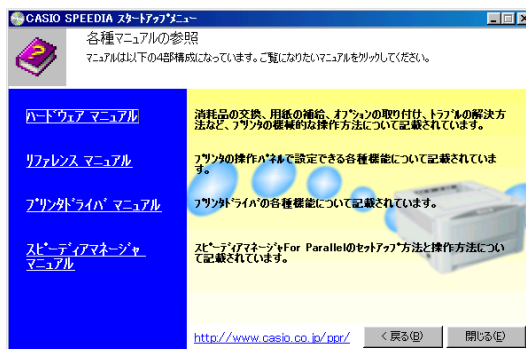 CASIO SPEEDIA スタートアップメニュー
各種マニュアルの参照
マニュアルは以下の4部構成になっています。ご覧になりたいマニュアルをクリックしてください。
ハードウェア マニュアル
消耗品の交換、用紙の補給、オプションの取り付け、トラブルの解決方
法など、プリンタの機械的な操作方法について記載されています。
リファレンス マニュアル
プリンタの操作パネルで設定できる各種機能について記載されていま
す。
プリンタドライバ マニュアル
プリンタドライバの各種機能について記載されています。
スピーディアマネージャ
マニュアル
スピーディアマネージャFor Parallelのセットアップ方法と操作方法につい
て記載されています。
http://www.casio.co.jp/ppr/
< 戻る(B)
閉じる(E)